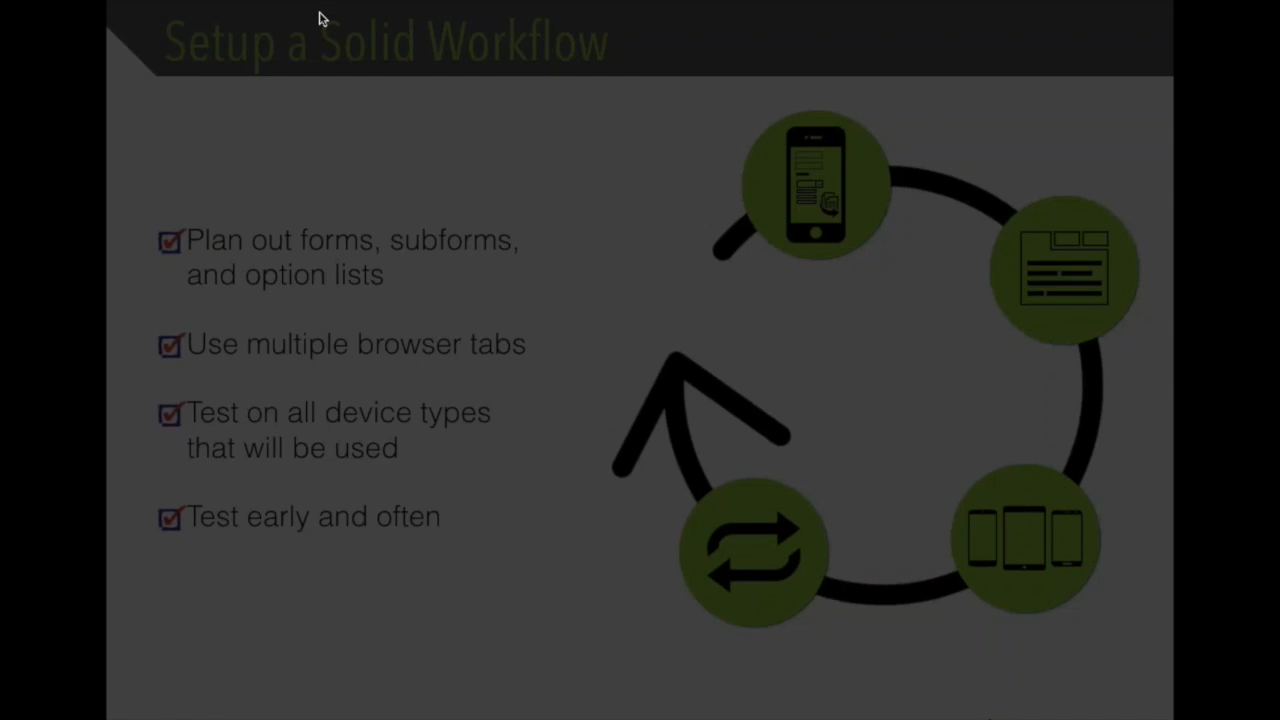 Setup a Solid Workflow
Plan out forms, subforms,
and option lists
Use multiple browser tabs
Test on all device types
that will be used
Test early and often